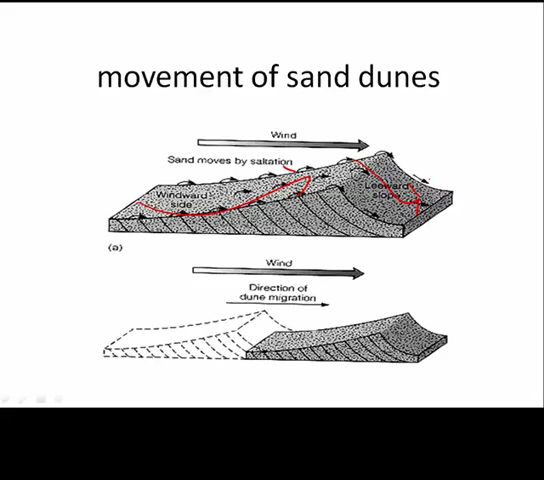 movement of sand dunes
Wind
Sand moves by saltation
Windward
side
Leeward
slope
(a)
Wind
Direction of
dune migration